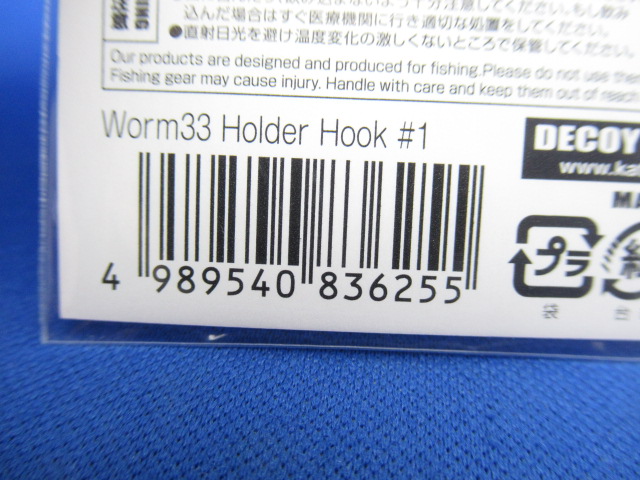 込んだ場合はすぐ医療機関に行き適切な処置をしてください。
●直射日光を避け温度変化の激しくないところで保管してください。
Our products are designed and produced for fishing.Please do not use the
Fishing gear may cause injury. Handle with care and keep them out of reach
Worm33 Holder Hook #1
DECOY
www.ka
MA
4 989540 836255
プラ
袋